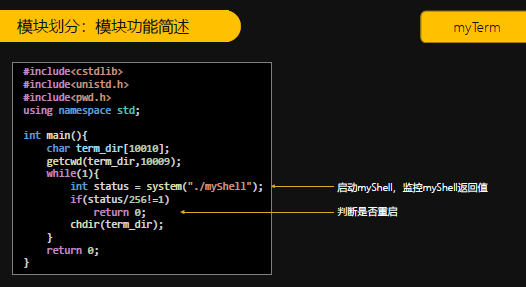 模块划分：模块功能简述
myTerm
#include<cstdlib>
#include<unistd.h>
#include<pwd.h>
using namespace std;
int main(){
char term_dir[10010];
getcwd(term_dir,10009);
while(1){
int status = system("./myShell");
启动myShell，监控myShell返回值
if(status/256!=1)
return 0;
判断是否重启
chdir(term_dir);
}
return 0;
}